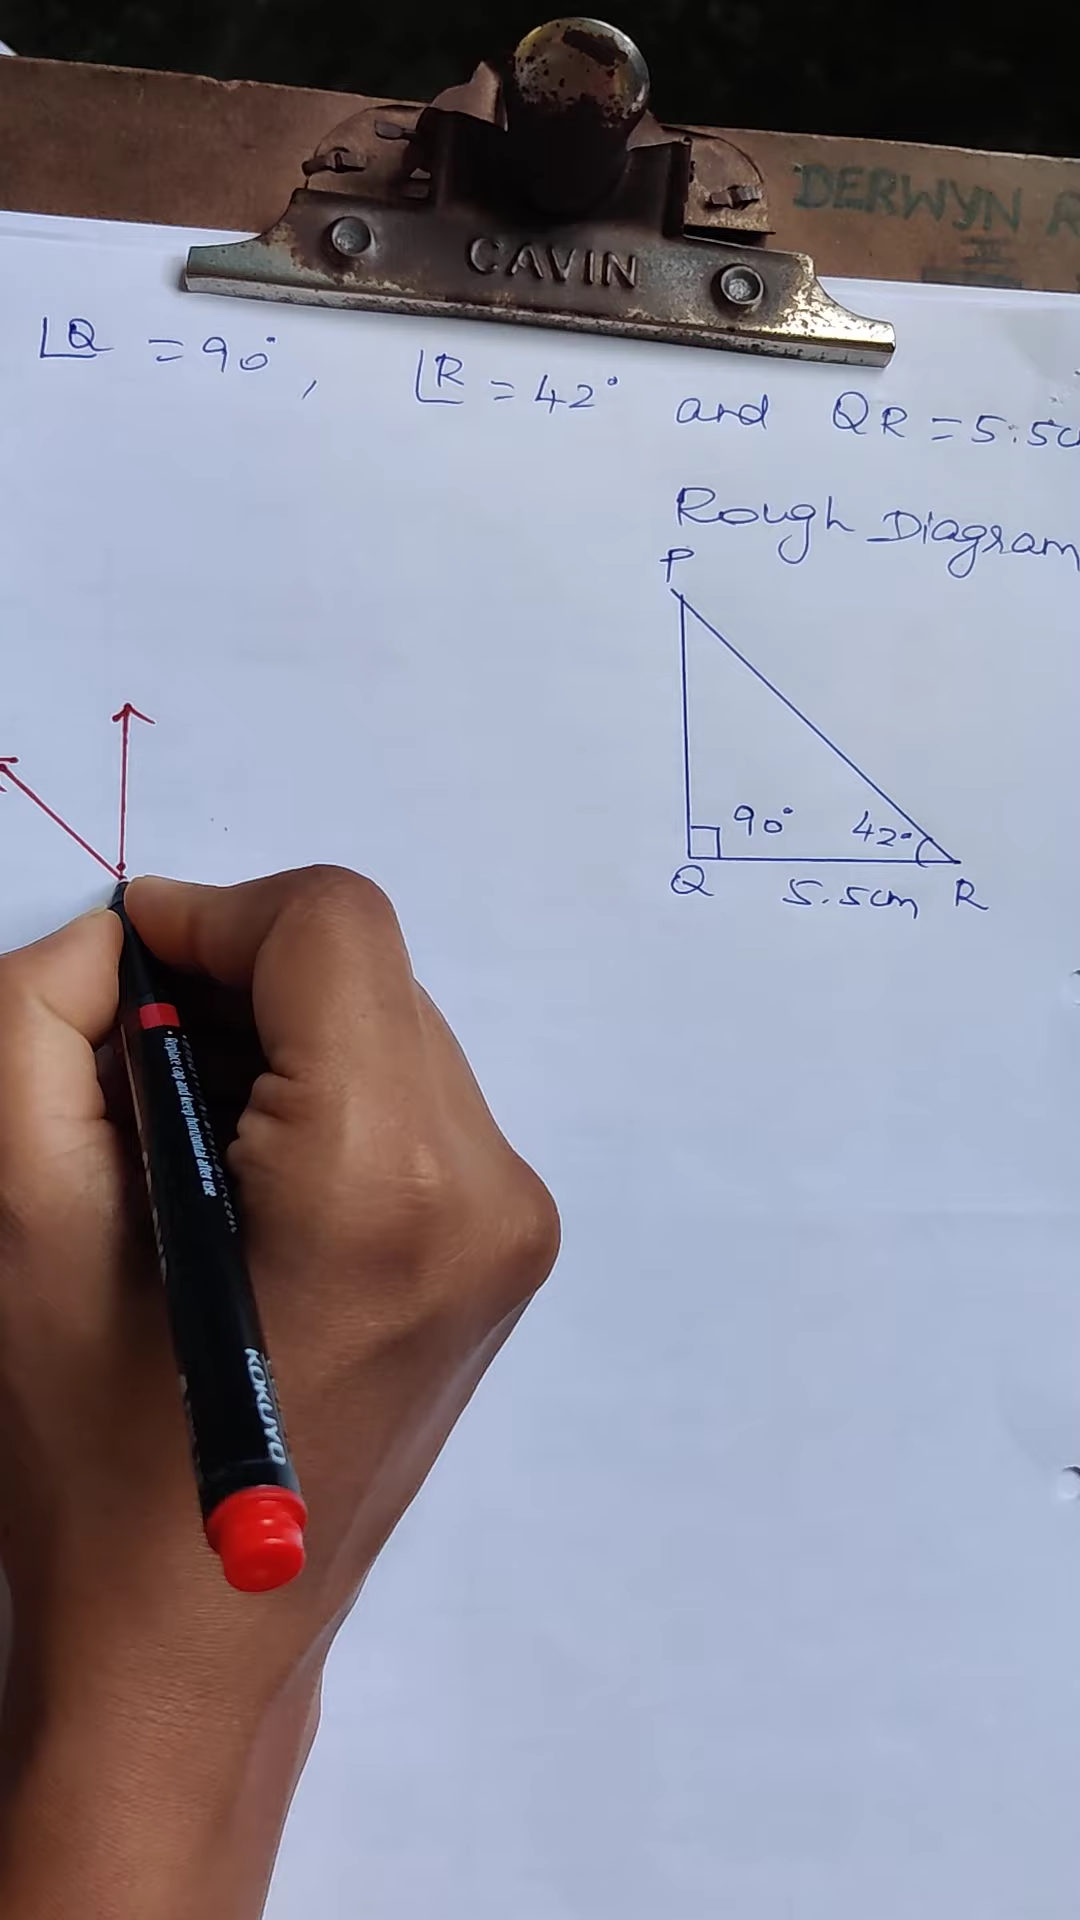 DERWYN R
CAVIN
∠Q = 90°, ∠R = 42° and QR = 5.5c
Rough Diagram
P
90° 42°
Q 5.5cm R
• Replace cap and keep horizontal after use
KOKUYO